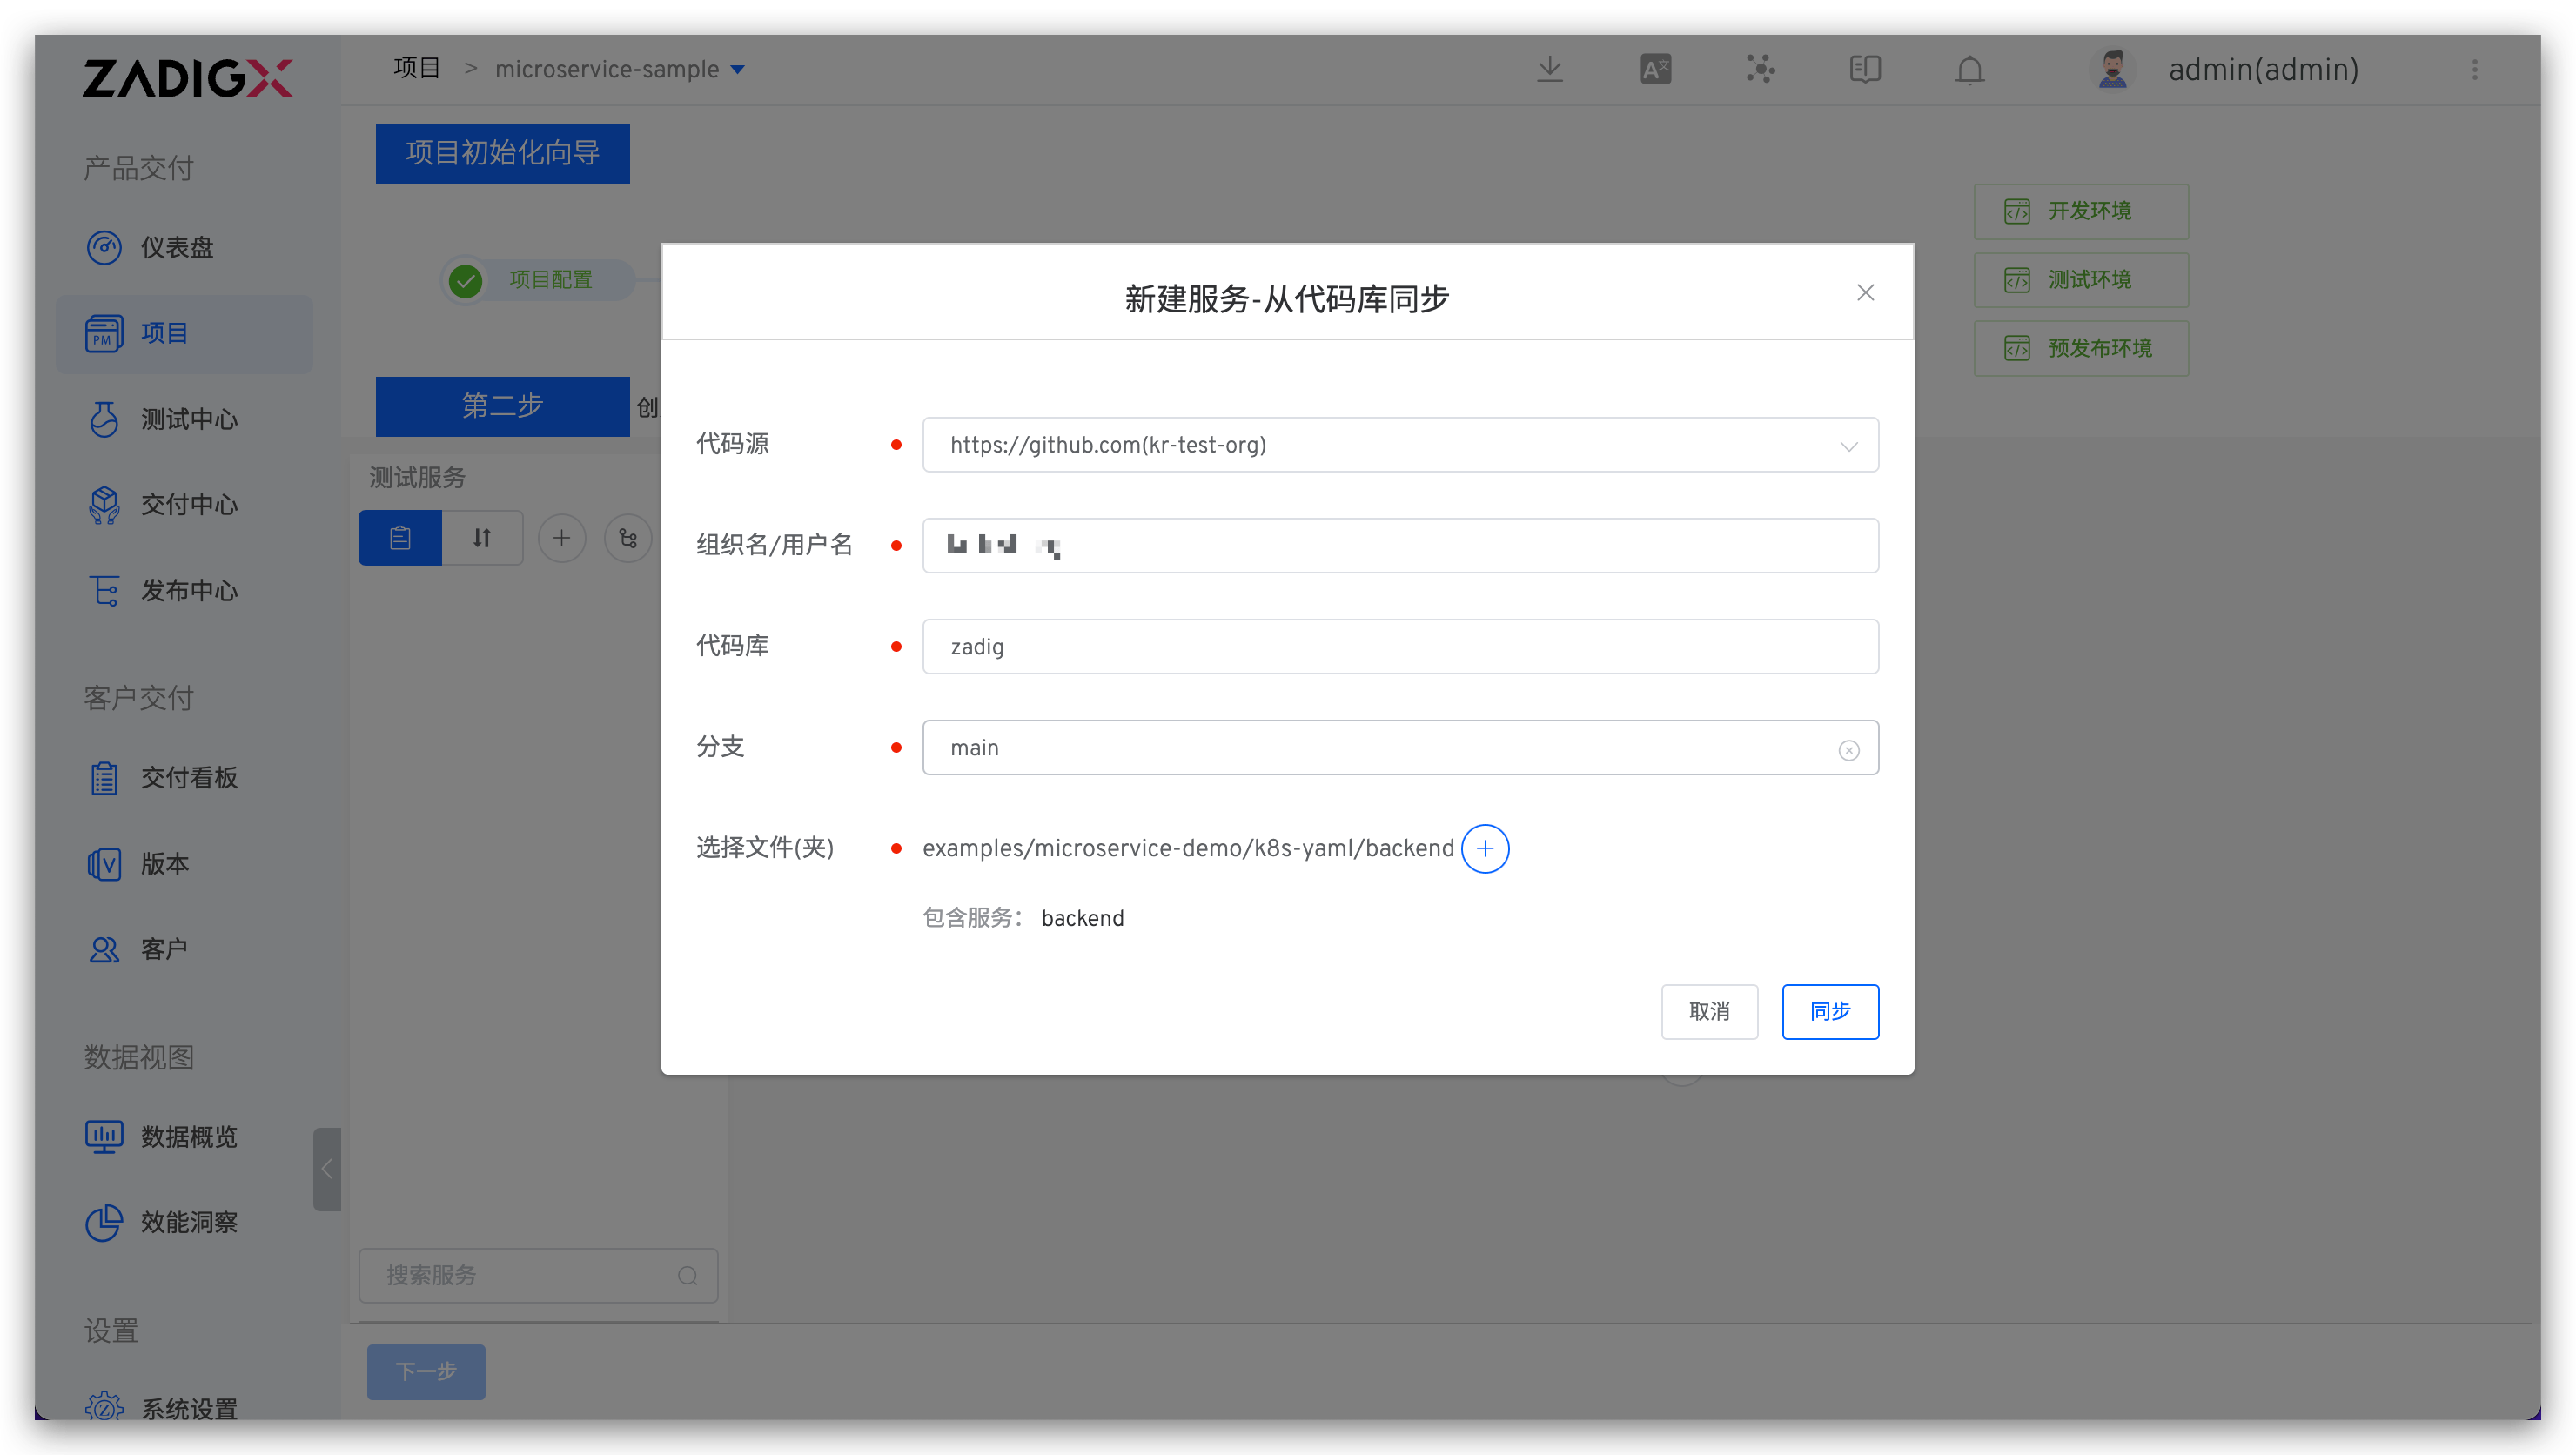 ZADIGX
项目 > microservice-sample
admin(admin)
产品交付
仪表盘
项目
测试中心
交付中心
发布中心
客户交付
交付看板
版本
客户
数据视图
数据概览
效能洞察
设置
系统设置
项目初始化向导
项目配置
开发环境
测试环境
预发布环境
第二步
测试服务
搜索服务
下一步
新建服务-从代码库同步
代码源
https://github.com(kr-test-org)
组织名/用户名
代码库
zadig
分支
main
选择文件(夹)
examples/microservice-demo/k8s-yaml/backend
包含服务： backend
取消
同步